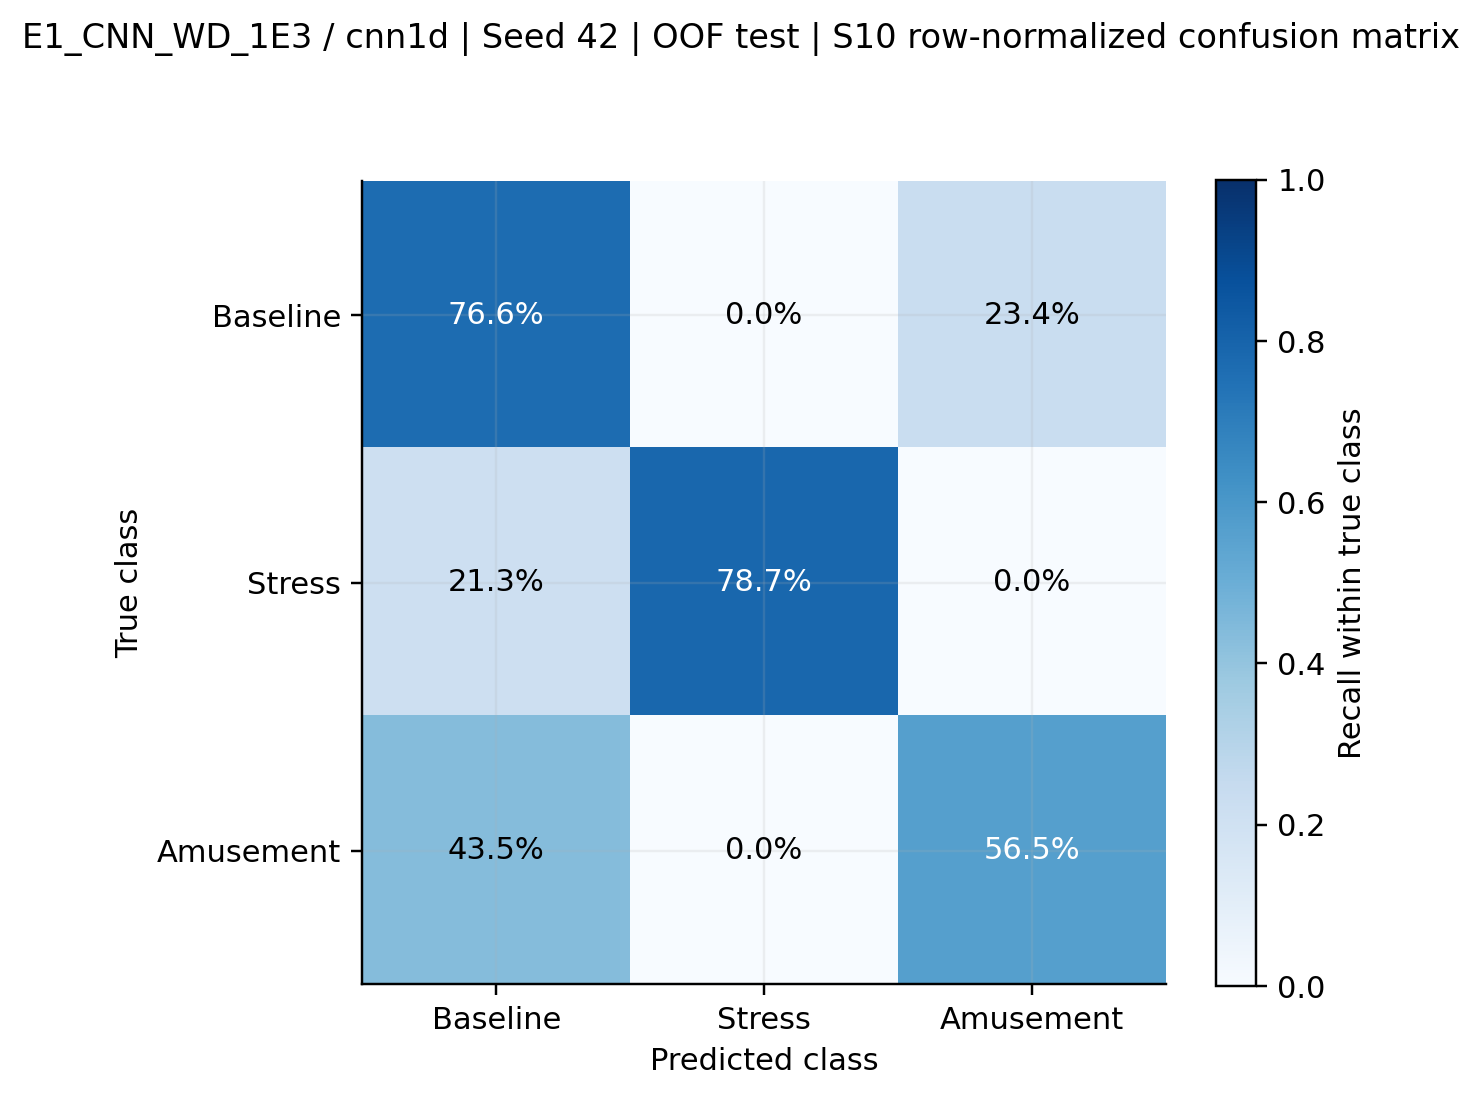 E1_CNN_WD_1E3 / cnn1d | Seed 42 | OOF test | S10 row-normalized confusion matrix
True class
Baseline
Stress
Amusement
76.6% 0.0% 23.4%
21.3% 78.7% 0.0%
43.5% 0.0% 56.5%
Baseline Stress Amusement
Predicted class
1.0
0.8
0.6
0.4
0.2
0.0
Recall within true class